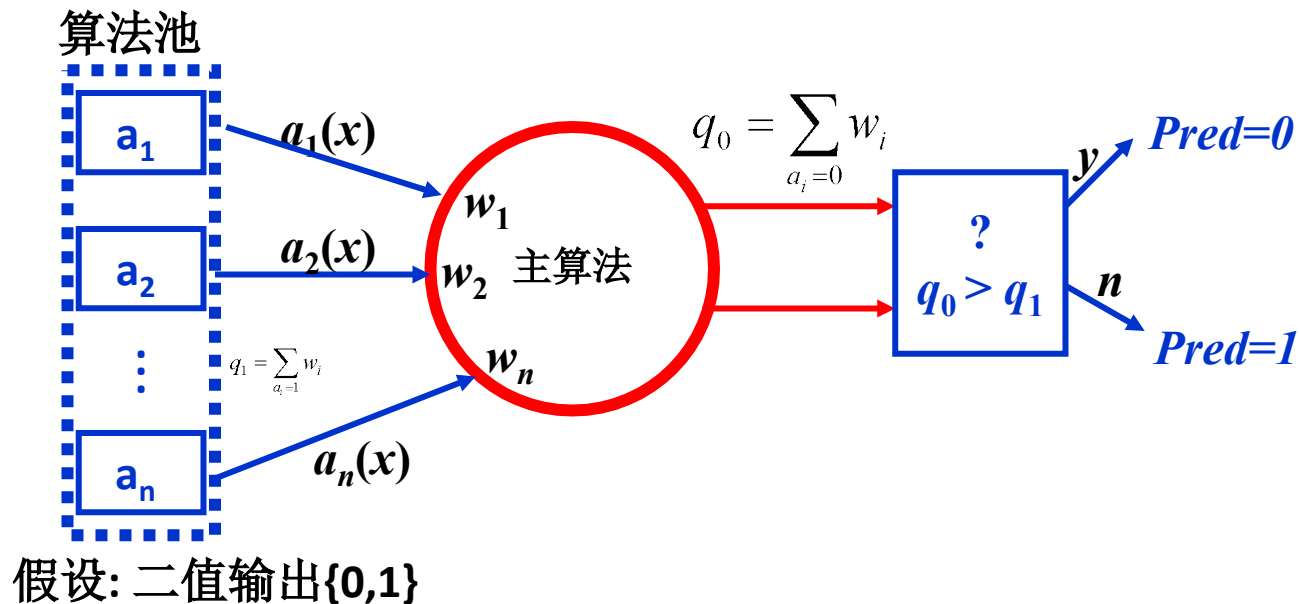 算法池
a₁
a₁(x)
w₁
a₂
a₂(x)
w₂
主算法
⋮
q₁ = ∑_{aᵢ=1} wᵢ
wₙ
aₙ
aₙ(x)
q₀ = ∑_{aᵢ=0} wᵢ
?
q₀ > q₁
y
Pred=0
n
Pred=1
假设: 二值输出{0,1}